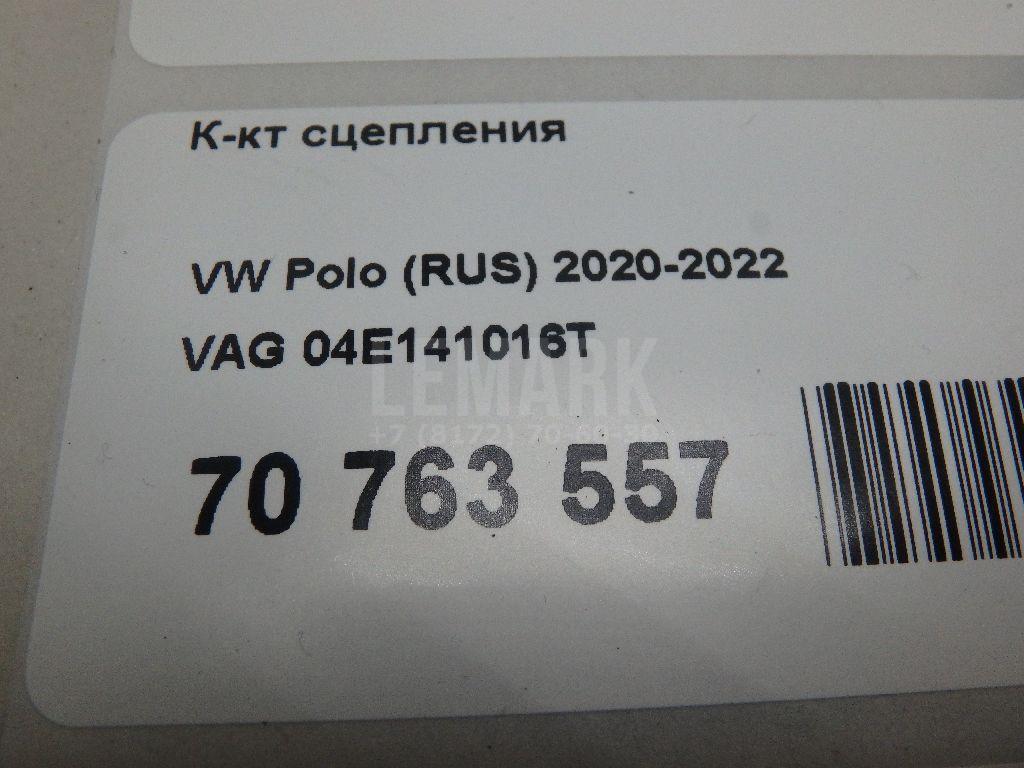 К-кт сцепления
VW Polo (RUS) 2020-2022
VAG 04E141016T
LEMARK
70 763 557